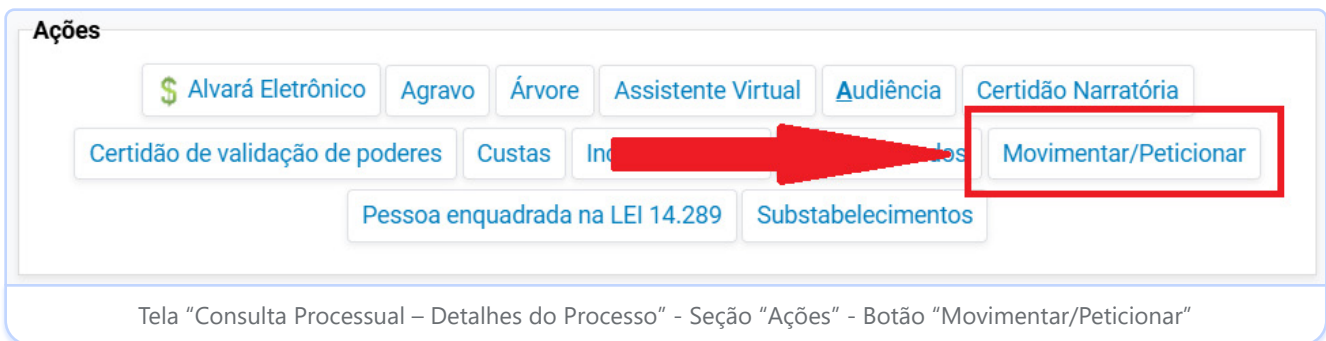 Ações
$ Alvará Eletrônico Agravo Árvore Assistente Virtual Audiência Certidão Narratória
Certidão de validação de poderes Custas Movimentar/Peticionar
Pessoa enquadrada na LEI 14.289 Substabelecimentos
Tela “Consulta Processual – Detalhes do Processo” - Seção “Ações” - Botão “Movimentar/Peticionar”